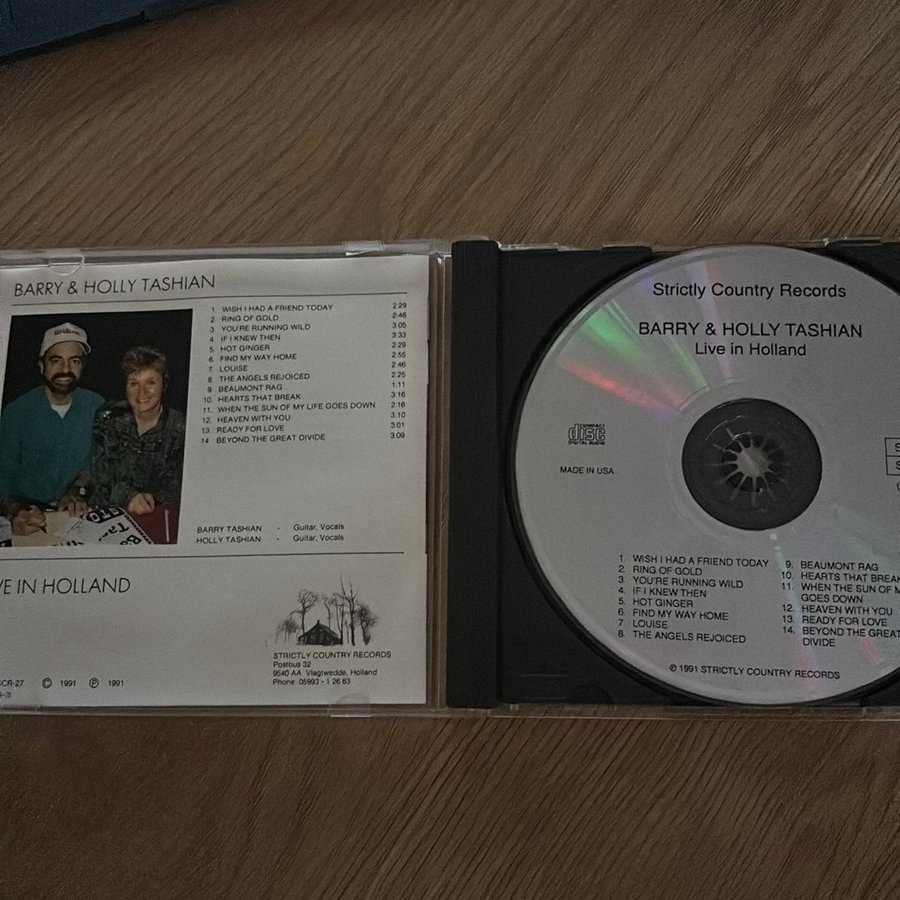 BARRY & HOLLY TASHIAN
1 WISH I HAD A FRIEND TODAY 2.29
2 RING OF GOLD 2:46
3 YOU'RE RUNNING WILD 3:05
4 IF I KNEW THEN 3:33
5 HOT GINGER 2:29
6. FIND MY WAY HOME 2:55
7. LOUISE 2:46
8 THE ANGELS REJOICED 2:25
9 BEAUMONT RAG 1:11
10. HEARTS THAT BREAK 3:16
11. WHEN THE SUN OF MY LIFE GOES DOWN 2:16
12. HEAVEN WITH YOU 3.10
13. READY FOR LOVE 3:01
14 BEYOND THE GREAT DIVIDE 3:09
BARRY TASHIAN - Guitar, Vocals
HOLLY TASHIAN - Guitar, Vocals
VE IN HOLLAND
STRICTLY COUNTRY RECORDS
Postbus 32
9540 AA Vlagtwedde, Holland
Phone: 05993 - 1 26 63
SCR-27 © 1991 ℗ 1991
Strictly Country Records
BARRY & HOLLY TASHIAN
Live in Holland
COMPACT
disc
DIGITAL AUDIO
MADE IN USA
1. WISH I HAD A FRIEND TODAY
2. RING OF GOLD
3. YOU'RE RUNNING WILD
4. IF I KNEW THEN
5. HOT GINGER
6. FIND MY WAY HOME
7. LOUISE
8. THE ANGELS REJOICED
9. BEAUMONT RAG
10. HEARTS THAT BREAK
11. WHEN THE SUN OF M
GOES DOWN
12. HEAVEN WITH YOU
13. READY FOR LOVE
14. BEYOND THE GREAT
DIVIDE
℗ 1991 STRICTLY COUNTRY RECORDS